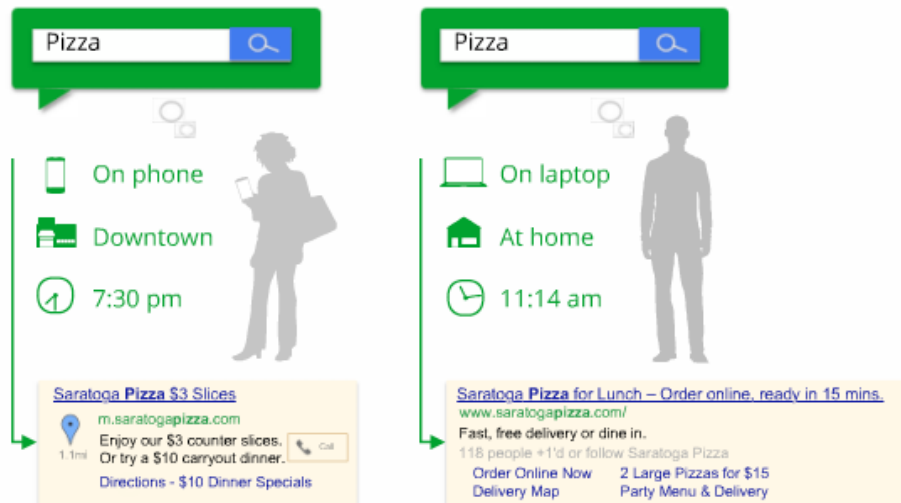 Pizza
On phone
Downtown
7:30 pm
Saratoga Pizza $3 Slices
m.saratogapizza.com
1.1mi
Enjoy our $3 counter slices.
Or try a $10 carryout dinner.
Call
Directions - $10 Dinner Specials
Pizza
On laptop
At home
11:14 am
Saratoga Pizza for Lunch – Order online, ready in 15 mins.
www.saratogapizza.com/
Fast, free delivery or dine in.
118 people +1'd or follow Saratoga Pizza
Order Online Now 2 Large Pizzas for $15
Delivery Map Party Menu & Delivery